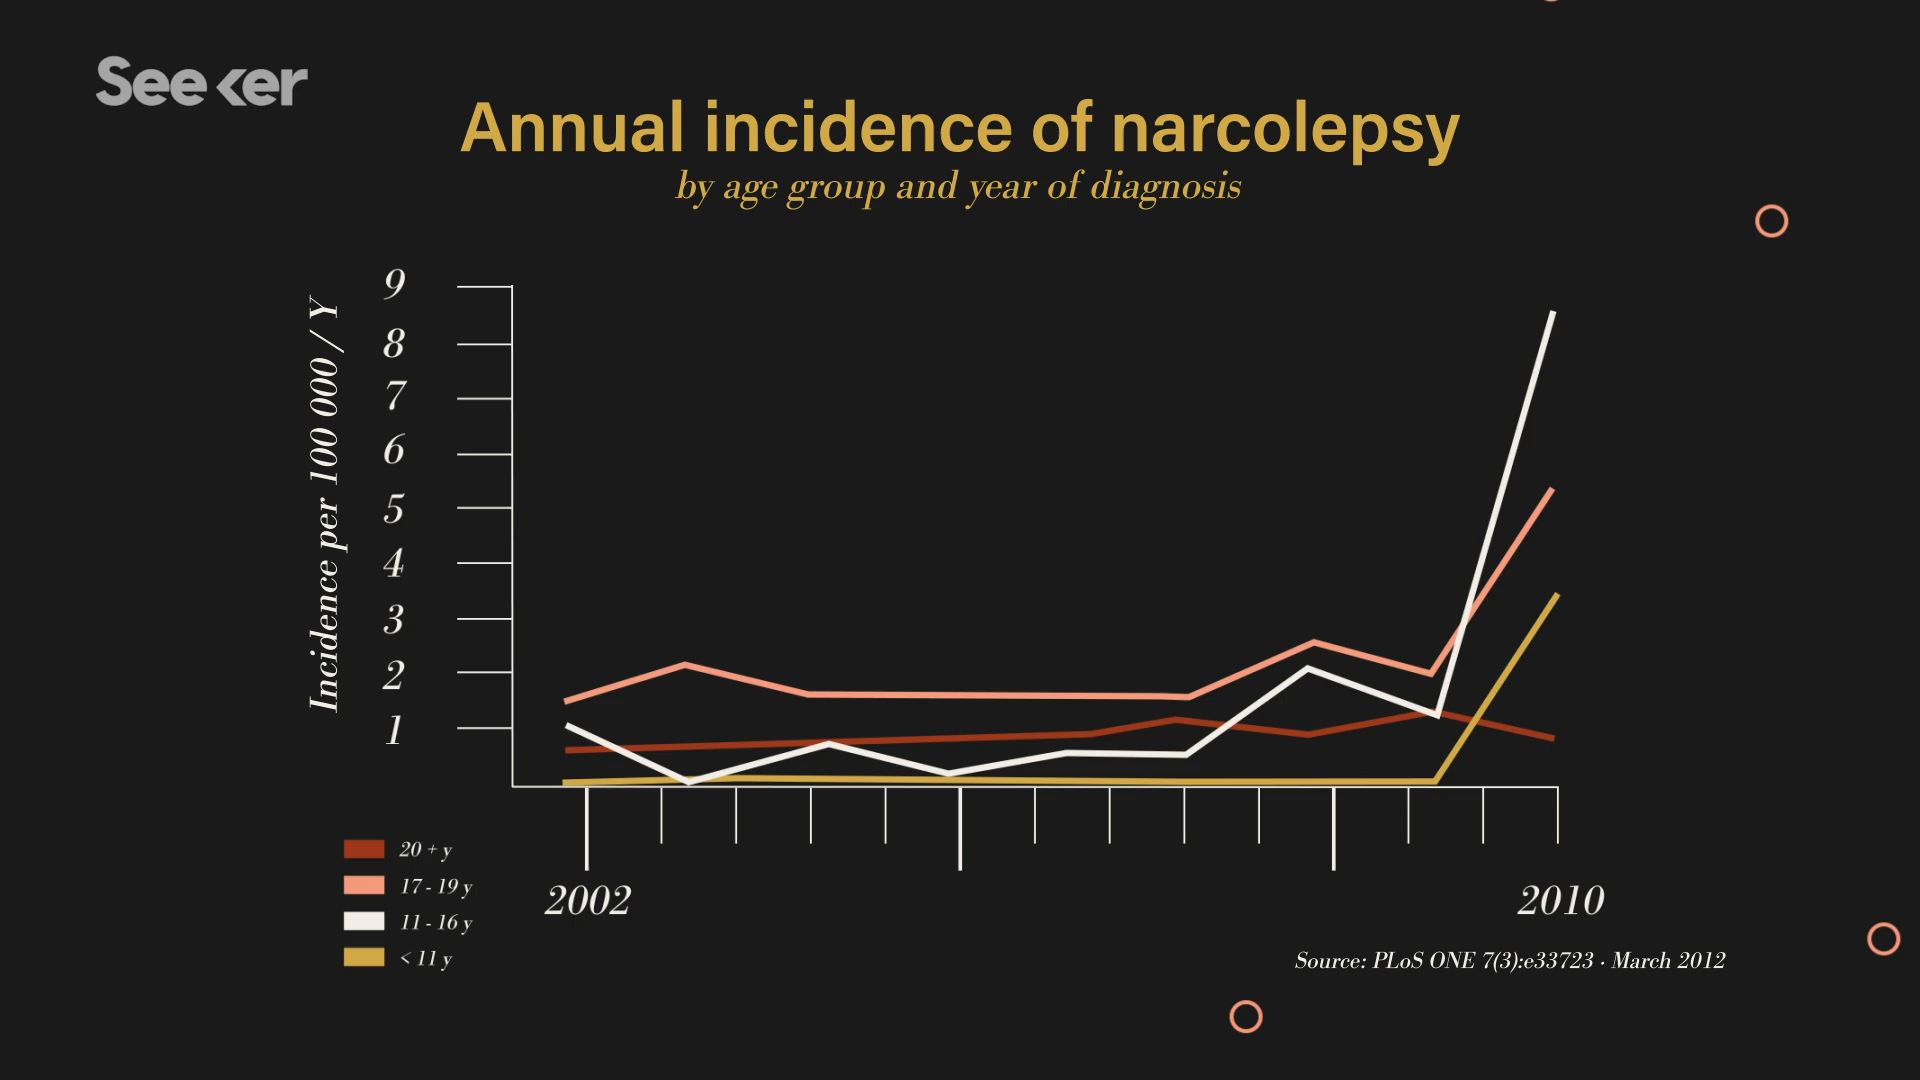 Seeker
Annual incidence of narcolepsy
by age group and year of diagnosis
Incidence per 100 000 / Y
9
8
7
6
5
4
3
2
1
20 + y
17 - 19 y
11 - 16 y
< 11 y
2002
2010
Source: PLoS ONE 7(3):e33723 · March 2012